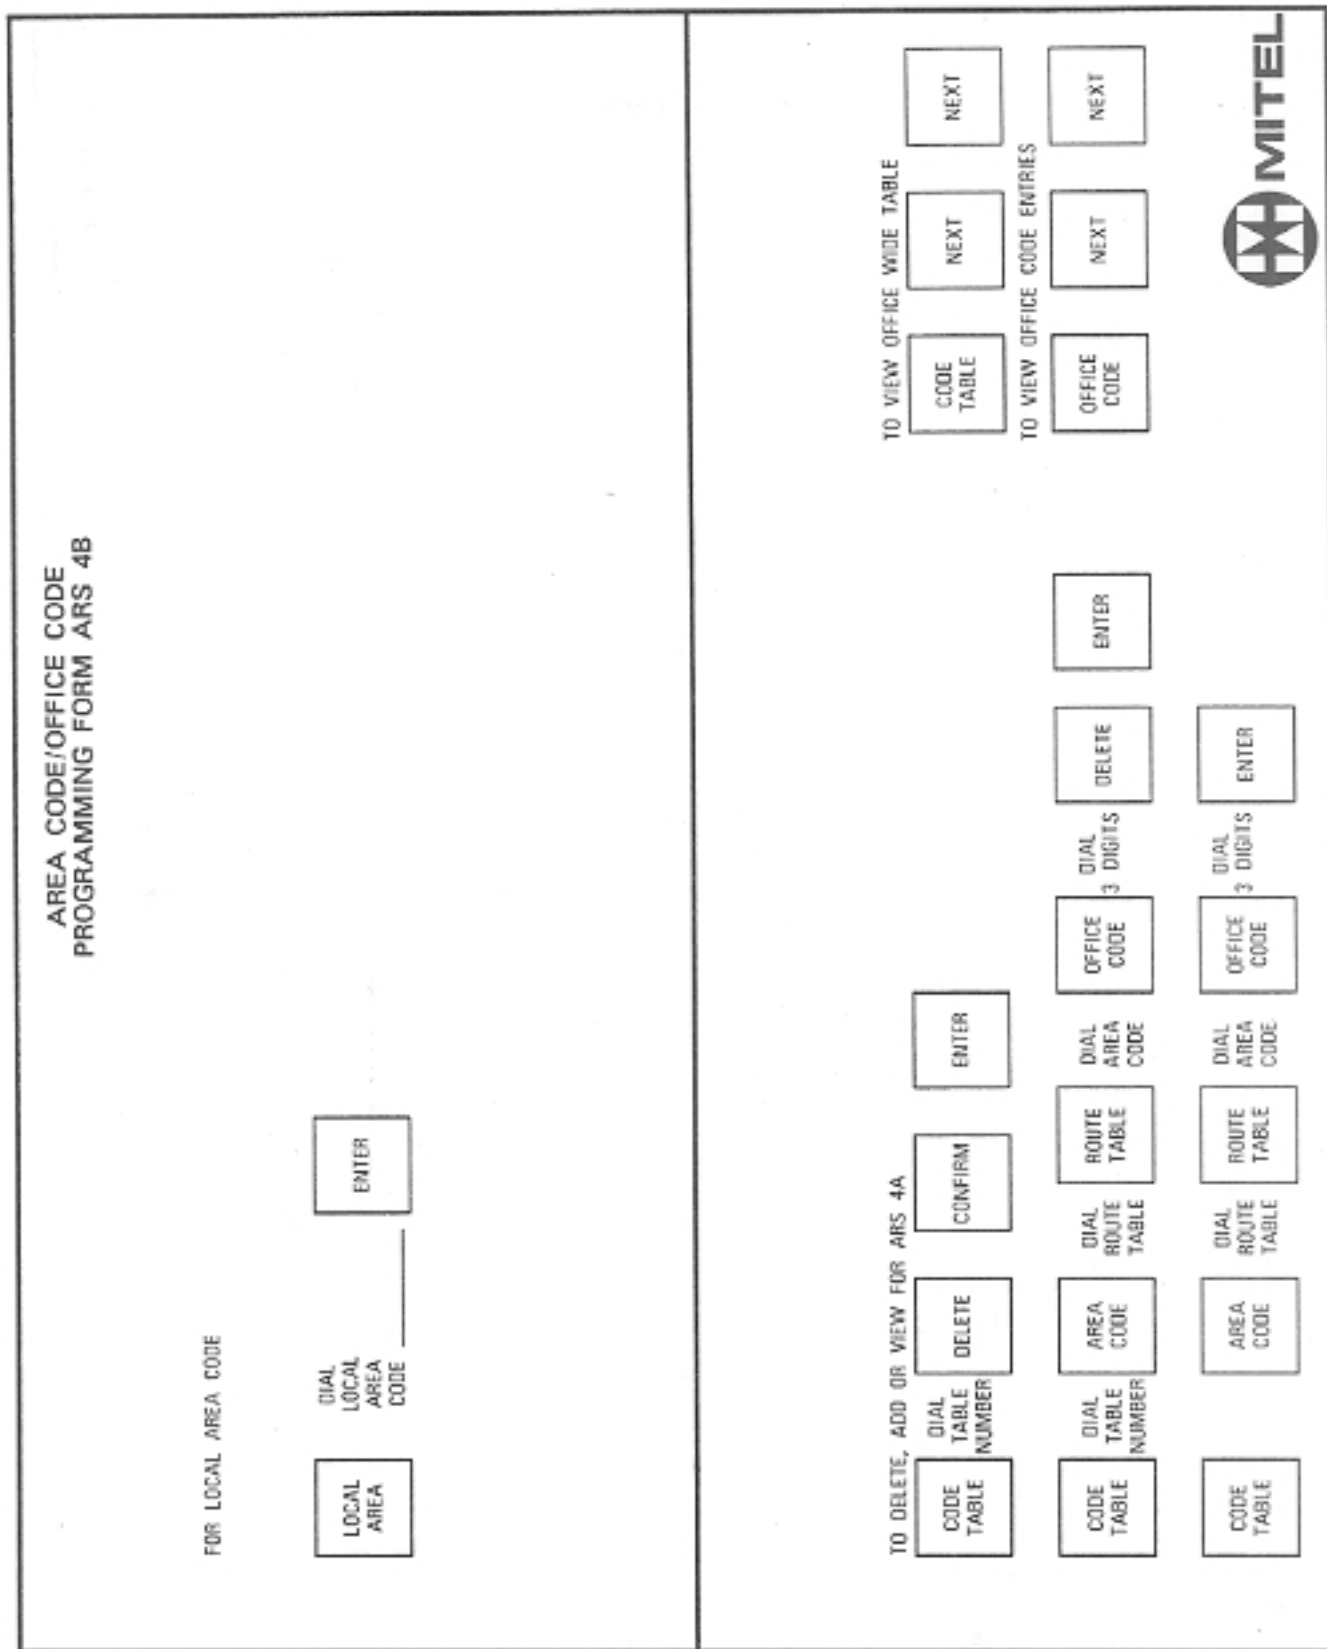 AREA CODE/OFFICE CODE
PROGRAMMING FORM ARS 4B
FOR LOCAL AREA CODE
LOCAL
AREA
DIAL
LOCAL
AREA
CODE
ENTER
TO DELETE, ADD OR VIEW FOR ARS 4A
CODE
TABLE
DIAL
TABLE
NUMBER
DELETE
CONFIRM
ENTER
CODE
TABLE
DIAL
TABLE
NUMBER
AREA
CODE
DIAL
ROUTE
TABLE
ROUTE
TABLE
DIAL
AREA
CODE
OFFICE
CODE
DIAL
3 DIGITS
DELETE
ENTER
CODE
TABLE
AREA
CODE
DIAL
ROUTE
TABLE
ROUTE
TABLE
DIAL
AREA
CODE
OFFICE
CODE
DIAL
3 DIGITS
ENTER
TO VIEW OFFICE WIDE TABLE
CODE
TABLE
NEXT
NEXT
TO VIEW OFFICE CODE ENTRIES
OFFICE
CODE
NEXT
NEXT
MITEL